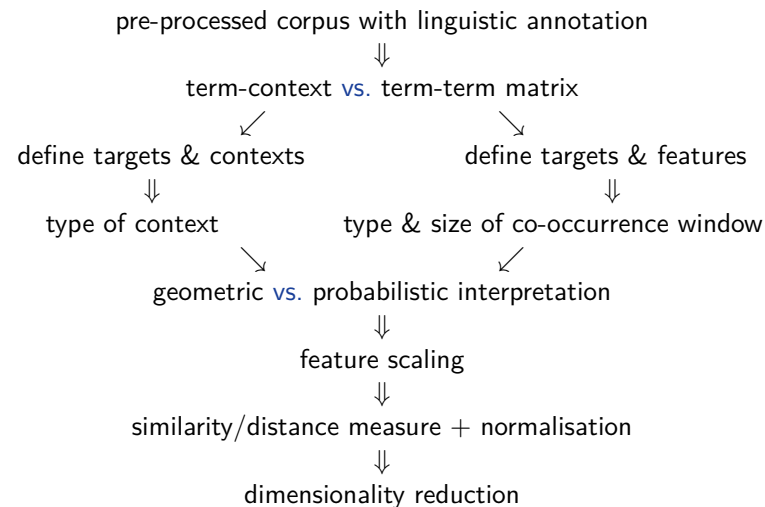 pre-processed corpus with linguistic annotation
⇓
term-context vs. term-term matrix
↙ ↘
define targets & contexts define targets & features
⇓ ⇓
type of context type & size of co-occurrence window
↘ ↙
geometric vs. probabilistic interpretation
⇓
feature scaling
⇓
similarity/distance measure + normalisation
⇓
dimensionality reduction